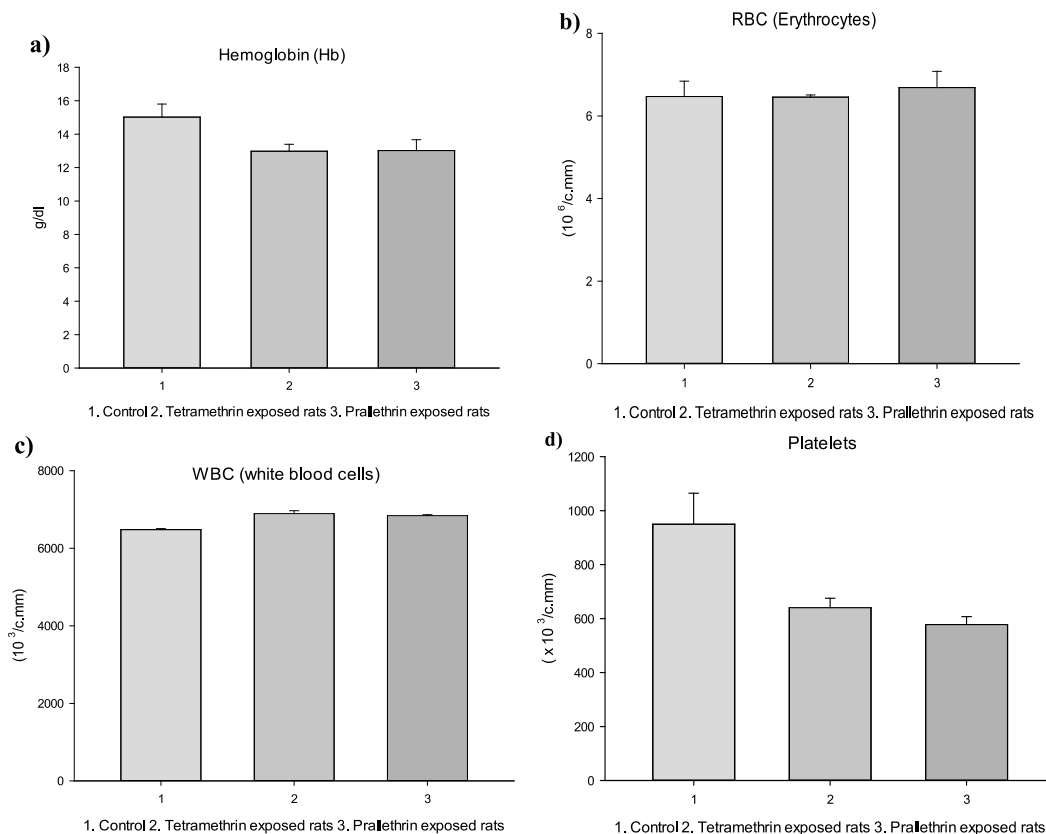 a)
Hemoglobin (Hb)
18
16
14
12
10
8
6
4
2
0
g/dl
1 2 3
1. Control 2. Tetramethrin exposed rats 3. Prallethrin exposed rats
b)
RBC (Erythrocytes)
8
6
4
2
0
(10 6/c.mm)
1 2 3
1. Control 2. Tetramethrin exposed rats 3. Prallethrin exposed rats
c)
WBC (white blood cells)
8000
6000
4000
2000
0
(10 3/c.mm)
1 2 3
1. Control 2. Tetramethrin exposed rats 3. Prallethrin exposed rats
d)
Platelets
1200
1000
800
600
400
200
0
( x 10 3/c.mm)
1 2 3
1. Control 2. Tetramethrin exposed rats 3. Prallethrin exposed rats